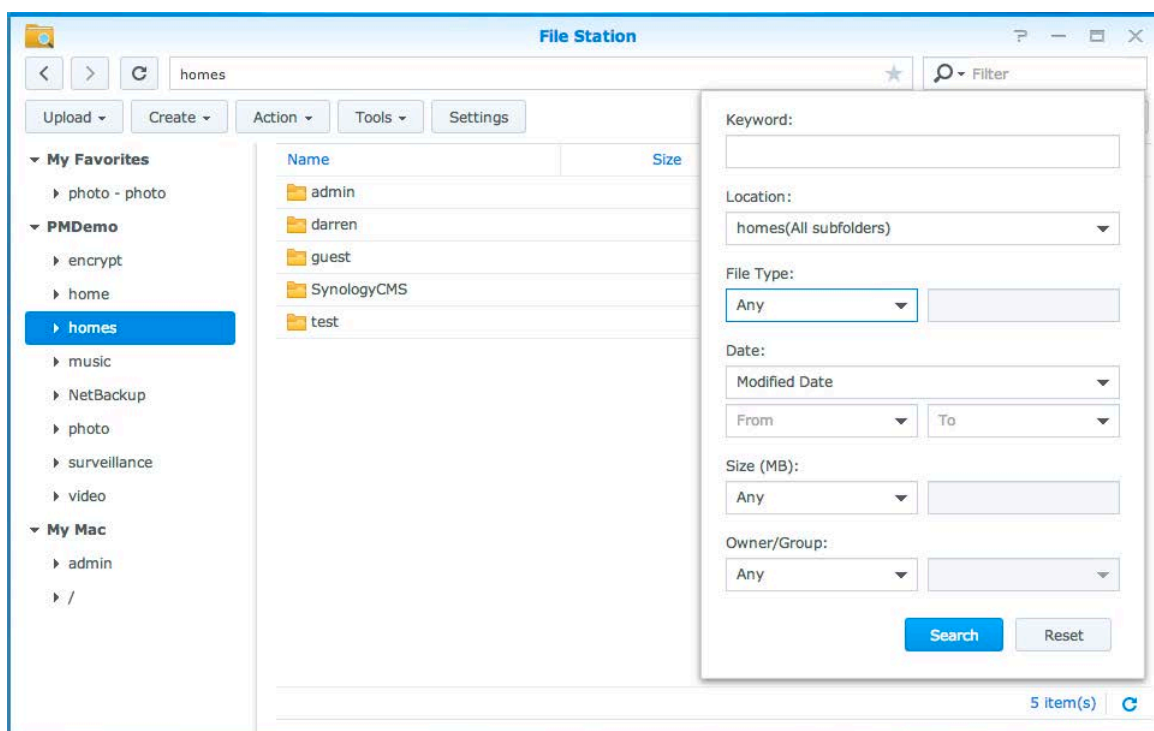 File Station
homes
Filter
Upload
Create
Action
Tools
Settings
My Favorites
photo - photo
PMDemo
encrypt
home
homes
music
NetBackup
photo
surveillance
video
My Mac
admin
/
Name
Size
admin
darren
guest
SynologyCMS
test
Keyword:
Location:
homes(All subfolders)
File Type:
Any
Date:
Modified Date
From
To
Size (MB):
Any
Owner/Group:
Any
Search
Reset
5 item(s)